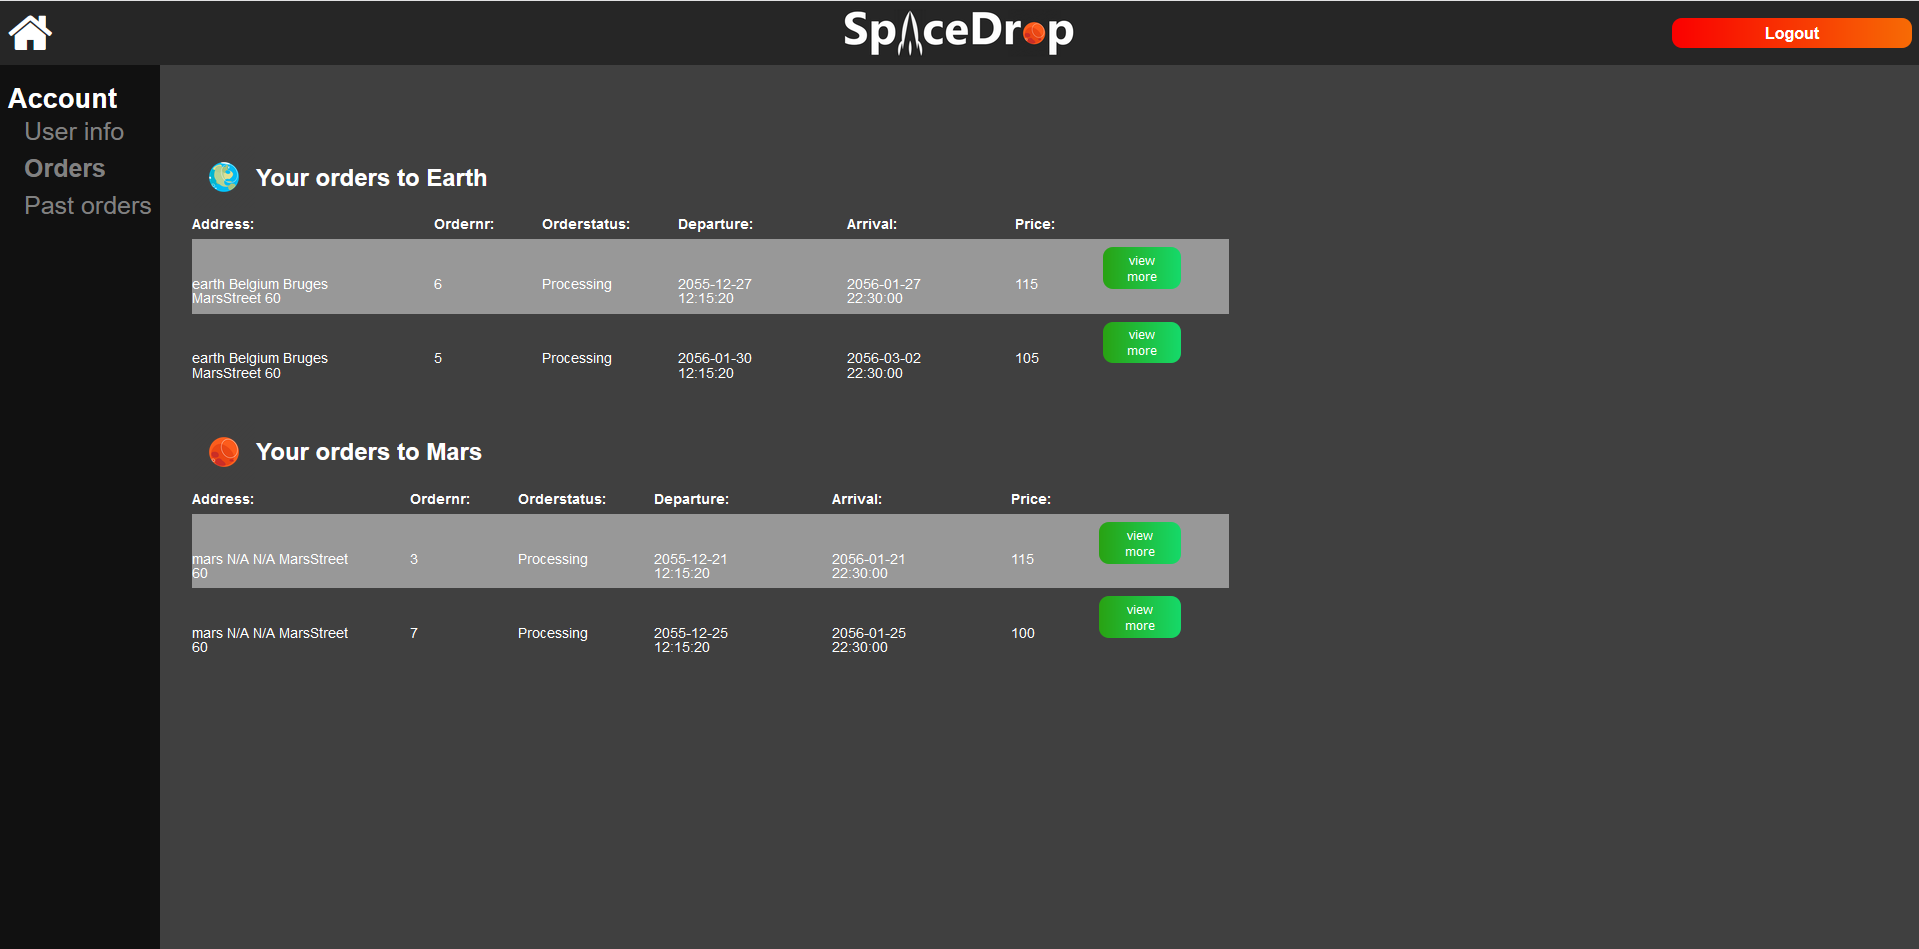 SpaceDrop
Logout
Account
User info
Orders
Past orders
Your orders to Earth
Address: Ordernr: Orderstatus: Departure: Arrival: Price:
earth Belgium Bruges 6 Processing 2055-12-27 2056-01-27 115 view
MarsStreet 60 12:15:20 22:30:00 more
earth Belgium Bruges 5 Processing 2056-01-30 2056-03-02 105 view
MarsStreet 60 12:15:20 22:30:00 more
Your orders to Mars
Address: Ordernr: Orderstatus: Departure: Arrival: Price:
mars N/A N/A MarsStreet 3 Processing 2055-12-21 2056-01-21 115 view
60 12:15:20 22:30:00 more
mars N/A N/A MarsStreet 7 Processing 2055-12-25 2056-01-25 100 view
60 12:15:20 22:30:00 more